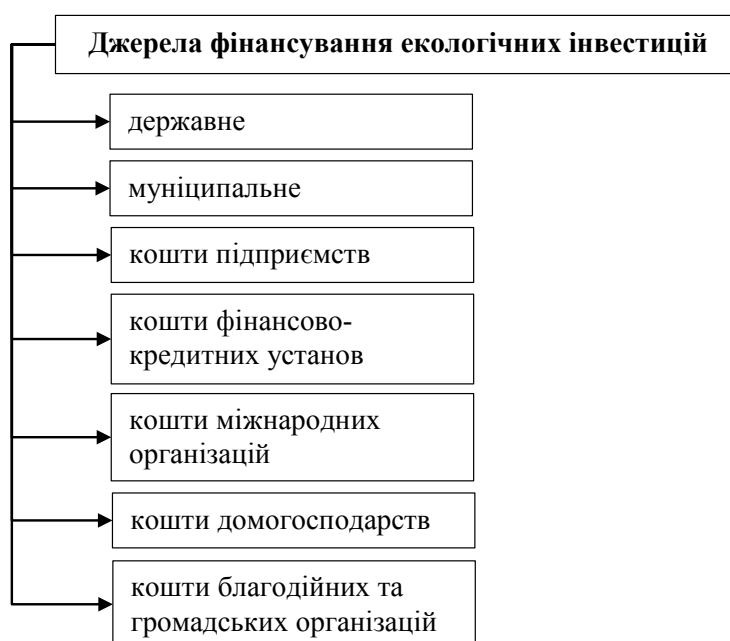 Джерела фінансування екологічних інвестицій
державне
муніципальне
кошти підприємств
кошти фінансово-
кредитних установ
кошти міжнародних
організацій
кошти домогосподарств
кошти благодійних та
громадських організацій